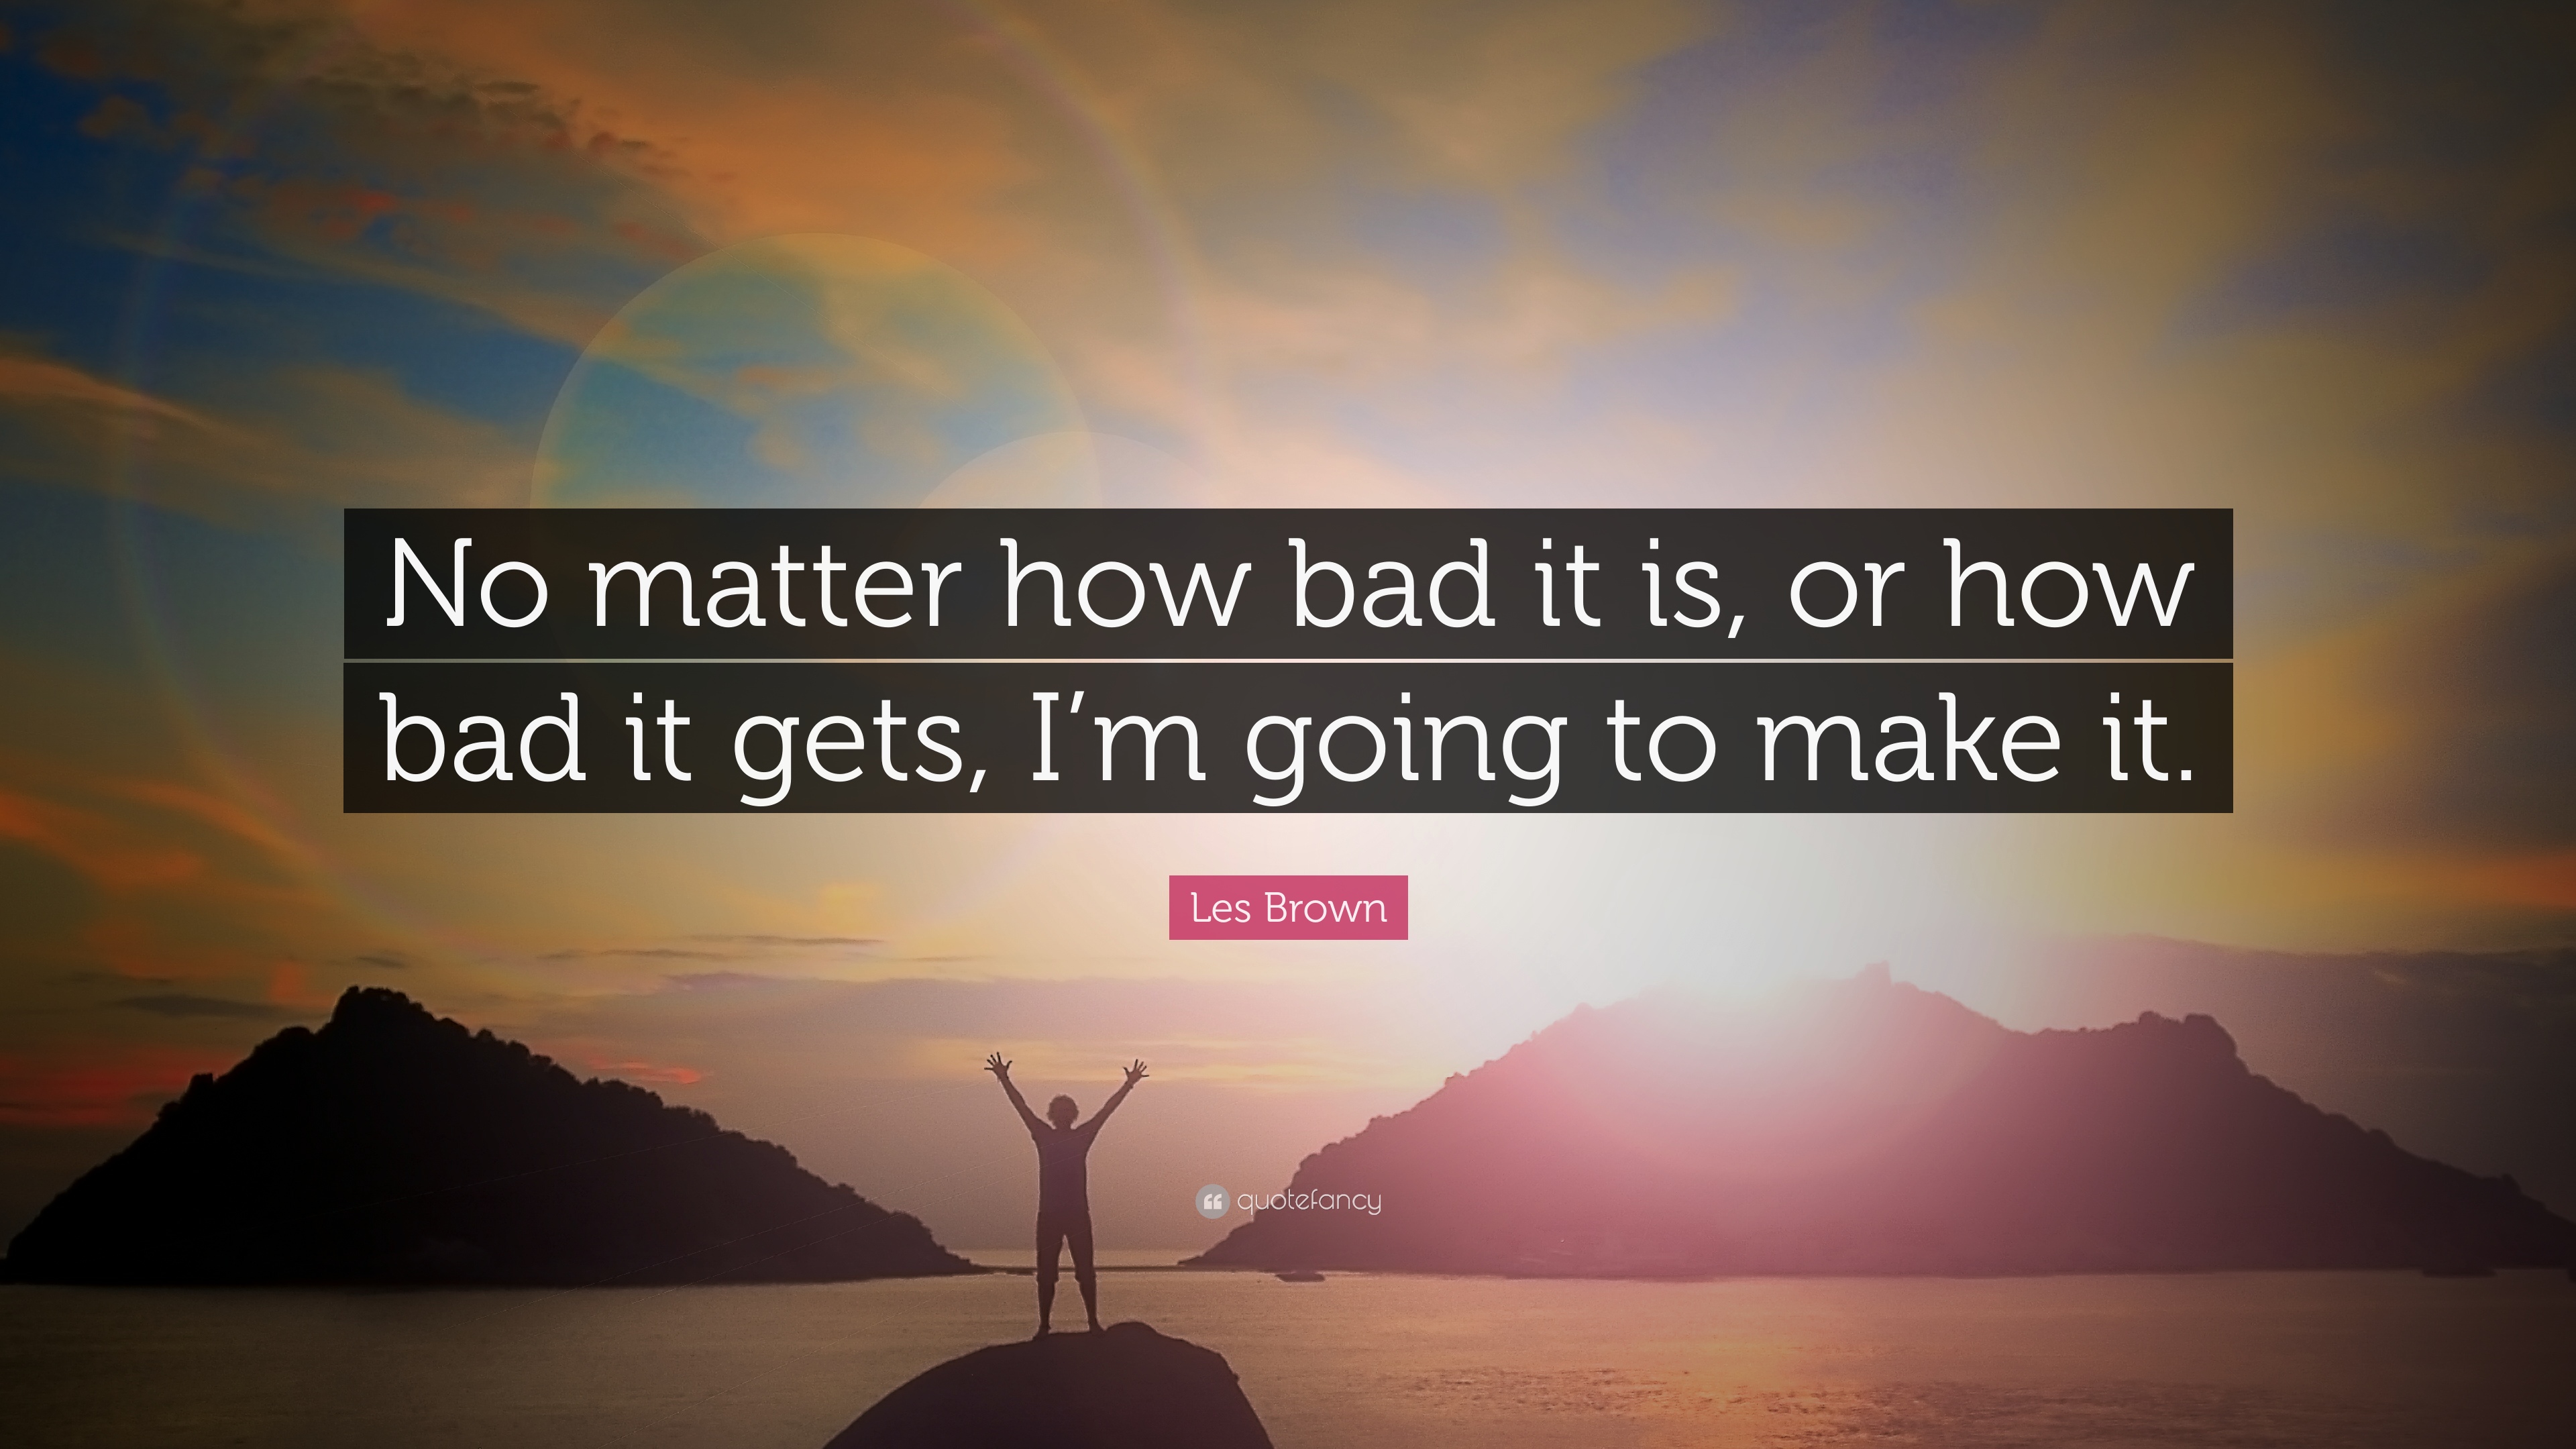 No matter how bad it is, or how
bad it gets, I’m going to make it.
Les Brown
quotefancy